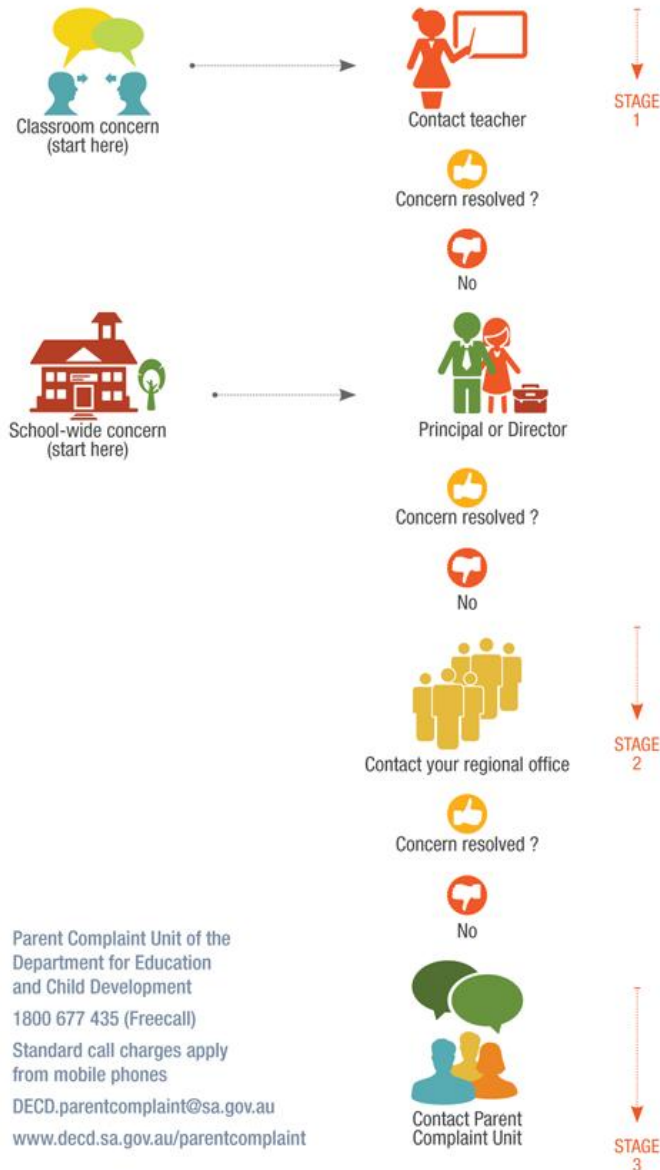 Classroom concern
(start here)
Contact teacher
STAGE
1
Concern resolved ?
No
School-wide concern
(start here)
Principal or Director
Concern resolved ?
No
Contact your regional office
STAGE
2
Concern resolved ?
No
Parent Complaint Unit of the
Department for Education
and Child Development
1800 677 435 (Freecall)
Standard call charges apply
from mobile phones
DECD.parentcomplaint@sa.gov.au
www.decd.sa.gov.au/parentcomplaint
Contact Parent
Complaint Unit
STAGE
3